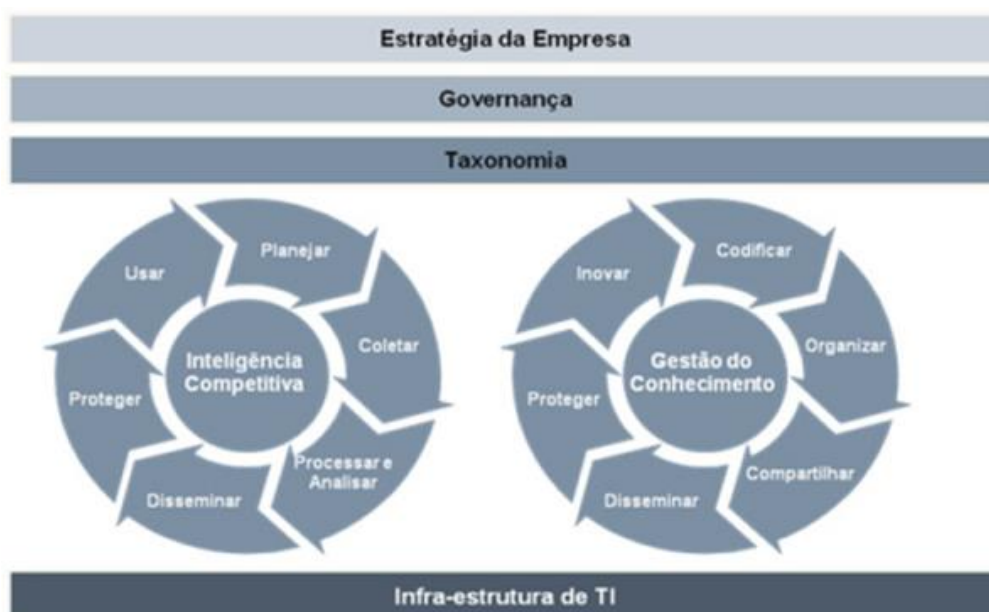 Estratégia da Empresa
Governança
Taxonomia
Planejar
Coletar
Processar e
Analisar
Disseminar
Proteger
Usar
Inteligência
Competitiva
Codificar
Organizar
Compartilhar
Disseminar
Proteger
Inovar
Gestão do
Conhecimento
Infra-estrutura de TI